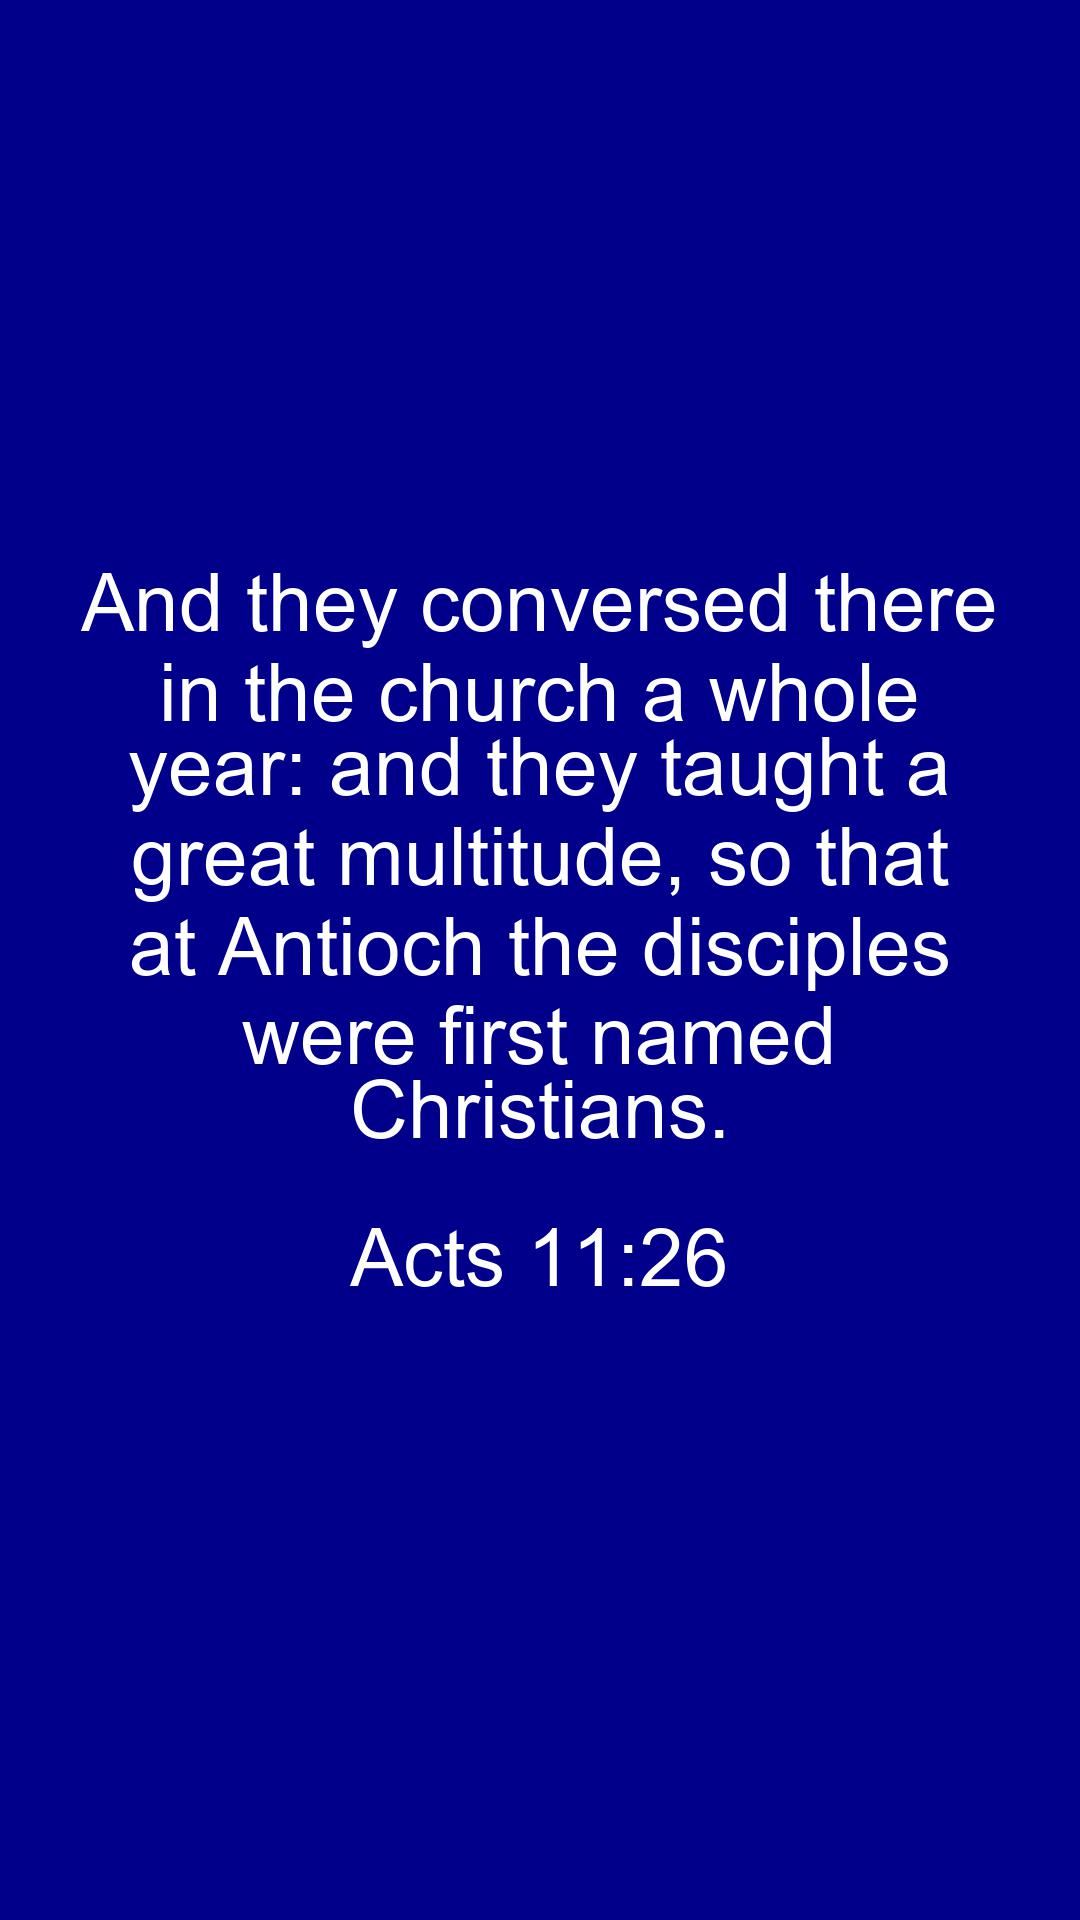 And they conversed there
in the church a whole
year: and they taught a
great multitude, so that
at Antioch the disciples
were first named
Christians.
Acts 11:26